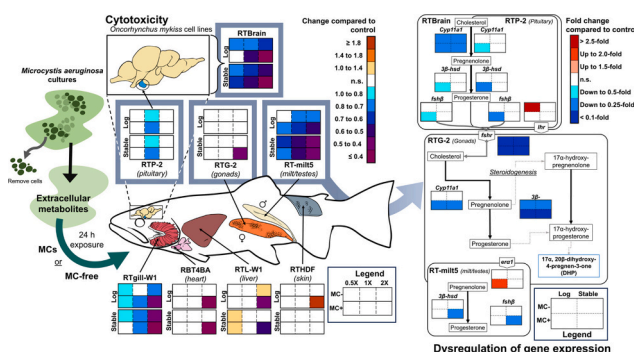 Cytotoxicity
Oncorhynchus mykiss cell lines
Microcystis aeruginosa
cultures
Remove cells
Extracellular
metabolites
24 h
exposure
MCs
or
MC-free
RTBrain
Log
Stable
RTP-2
(pituitary)
Log
Stable
RTG-2
(gonads)
RT-milt5
(milt/testes)
Change compared to
control
≥ 1.8
1.4 to 1.8
1.0 to 1.4
n.s.
1.0 to 0.8
0.8 to 0.7
0.7 to 0.6
0.6 to 0.5
0.5 to 0.4
≤ 0.4
♂
♀
RTgill-W1
RBT4BA
(heart)
RTL-W1
(liver)
RTHDF
(skin)
Log
Stable
Legend
0.5X 1X 2X
MC-
MC+
RTBrain
RTP-2 (Pituitary)
Cholesterol
Cyp11a1
Cyp11a1
Pregnenolone
3β-hsd
3β-hsd
Progesterone
fshβ
fshβ
lhr
fshr
Fold change
compared to control
> 2.5-fold
Up to 2.0-fold
Up to 1.5-fold
n.s.
Down to 0.5-fold
Down to 0.25-fold
< 0.1-fold
RTG-2 (Gonads)
Cholesterol
17α-hydroxy-
pregnenolone
Steroidogenesis
Cyp11a1
Pregnenolone
3β-
17α-hydroxy-
progesterone
Progesterone
17α, 20β-dihydroxy-
4-pregnen-3-one
(DHP)
RT-milt5 (milt/testes)
era1
Pregnenolone
3β-hsd
fshβ
Progesterone
Log Stable
MC-
MC+
Legend
Dysregulation of gene expression